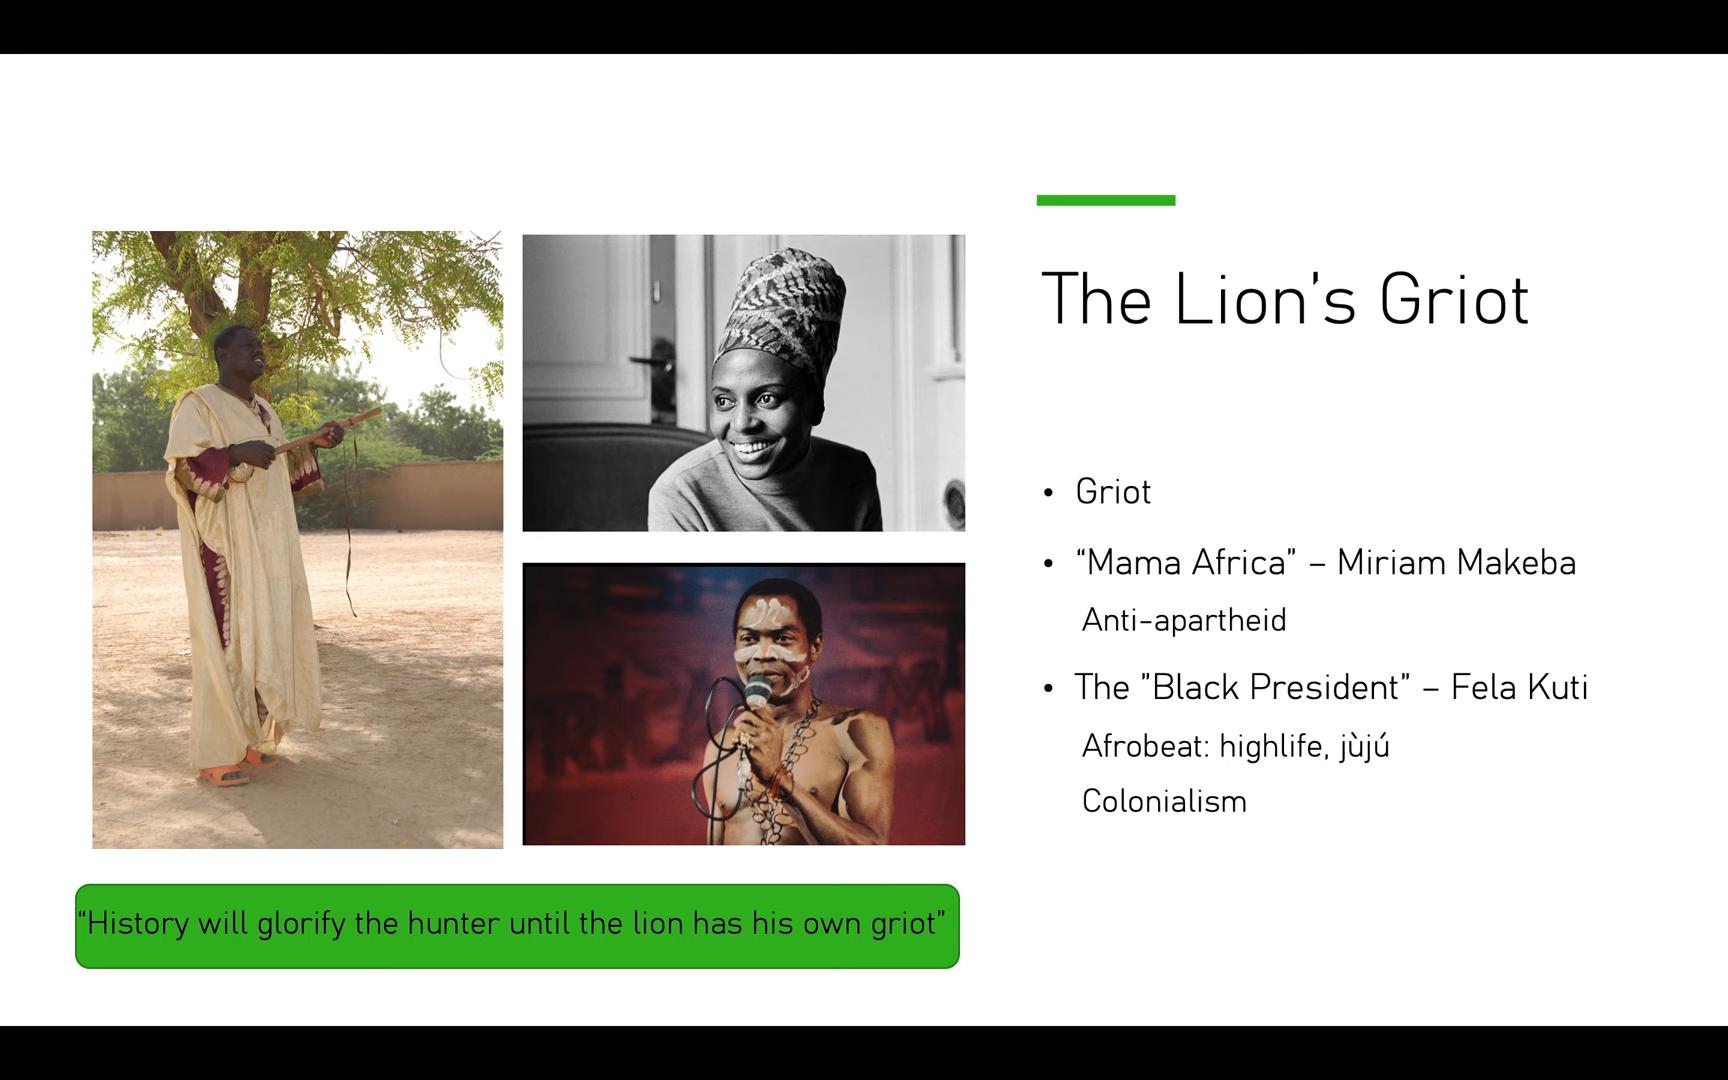 The Lion’s Griot
• Griot
• “Mama Africa” – Miriam Makeba
Anti-apartheid
• The ”Black President” – Fela Kuti
Afrobeat: highlife, jùjú
Colonialism
“History will glorify the hunter until the lion has his own griot”